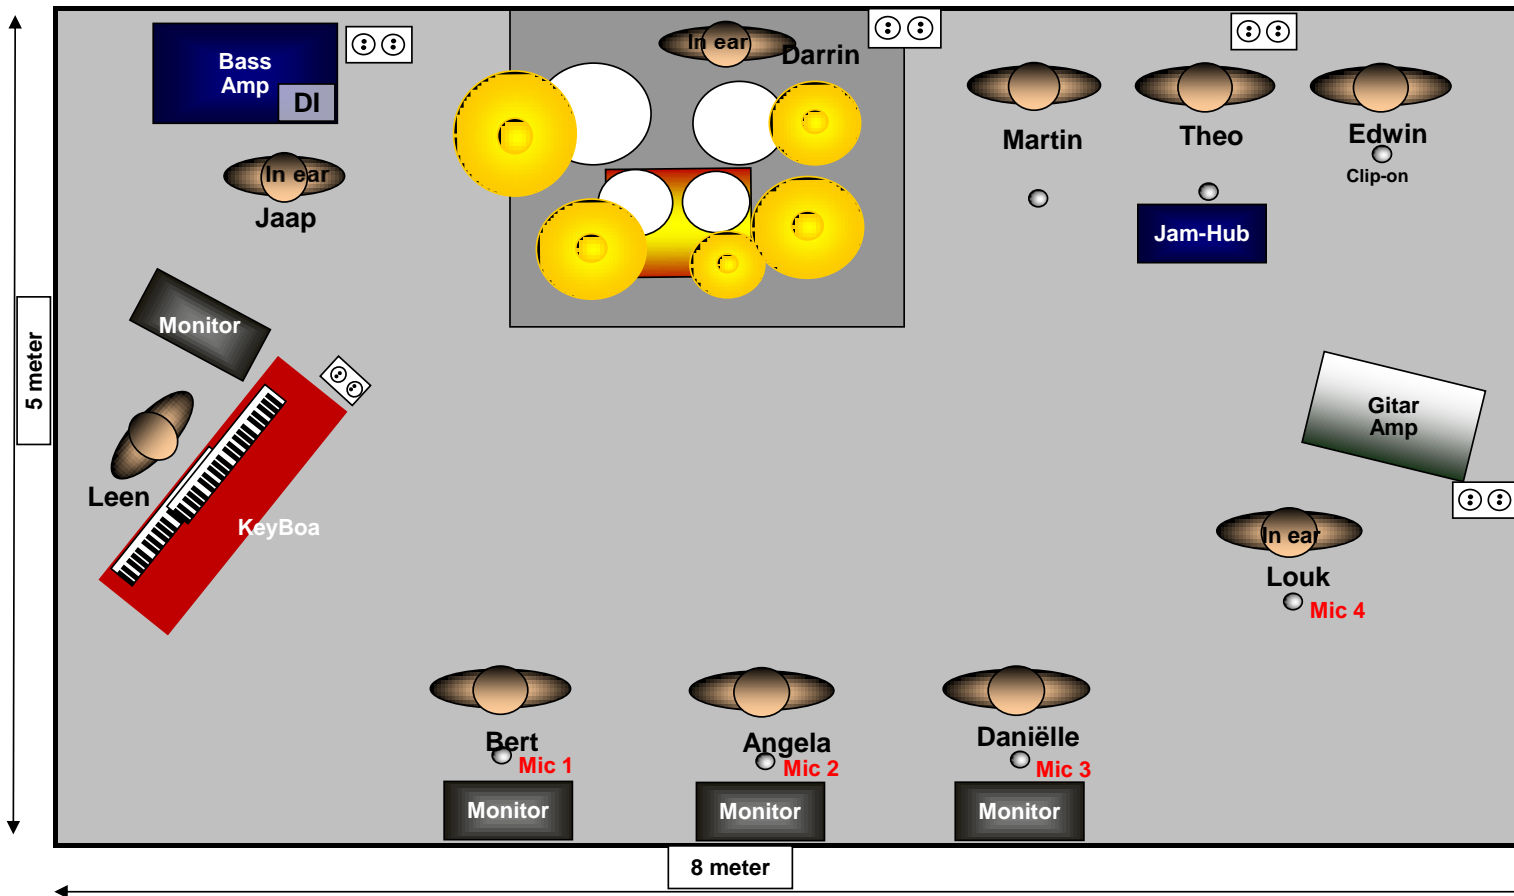 In ear
Darrin
Bass
Amp
DI
In ear
Jaap
Martin
Theo
Edwin
Clip-on
Jam-Hub
Monitor
5 meter
Gitar
Amp
Leen
KeyBoa
In ear
Louk
Mic 4
Bert
Mic 1
Angela
Mic 2
Daniëlle
Mic 3
Monitor
Monitor
Monitor
8 meter